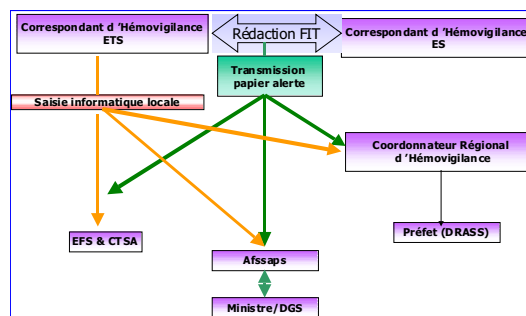 Correspondant d ’Hémovigilance
ETS
Rédaction FIT
Correspondant d ’Hémovigilance
ES
Transmission
papier alerte
Saisie informatique locale
Coordonnateur Régional
d ’Hémovigilance
EFS & CTSA
Préfet (DRASS)
Afssaps
Ministre/DGS